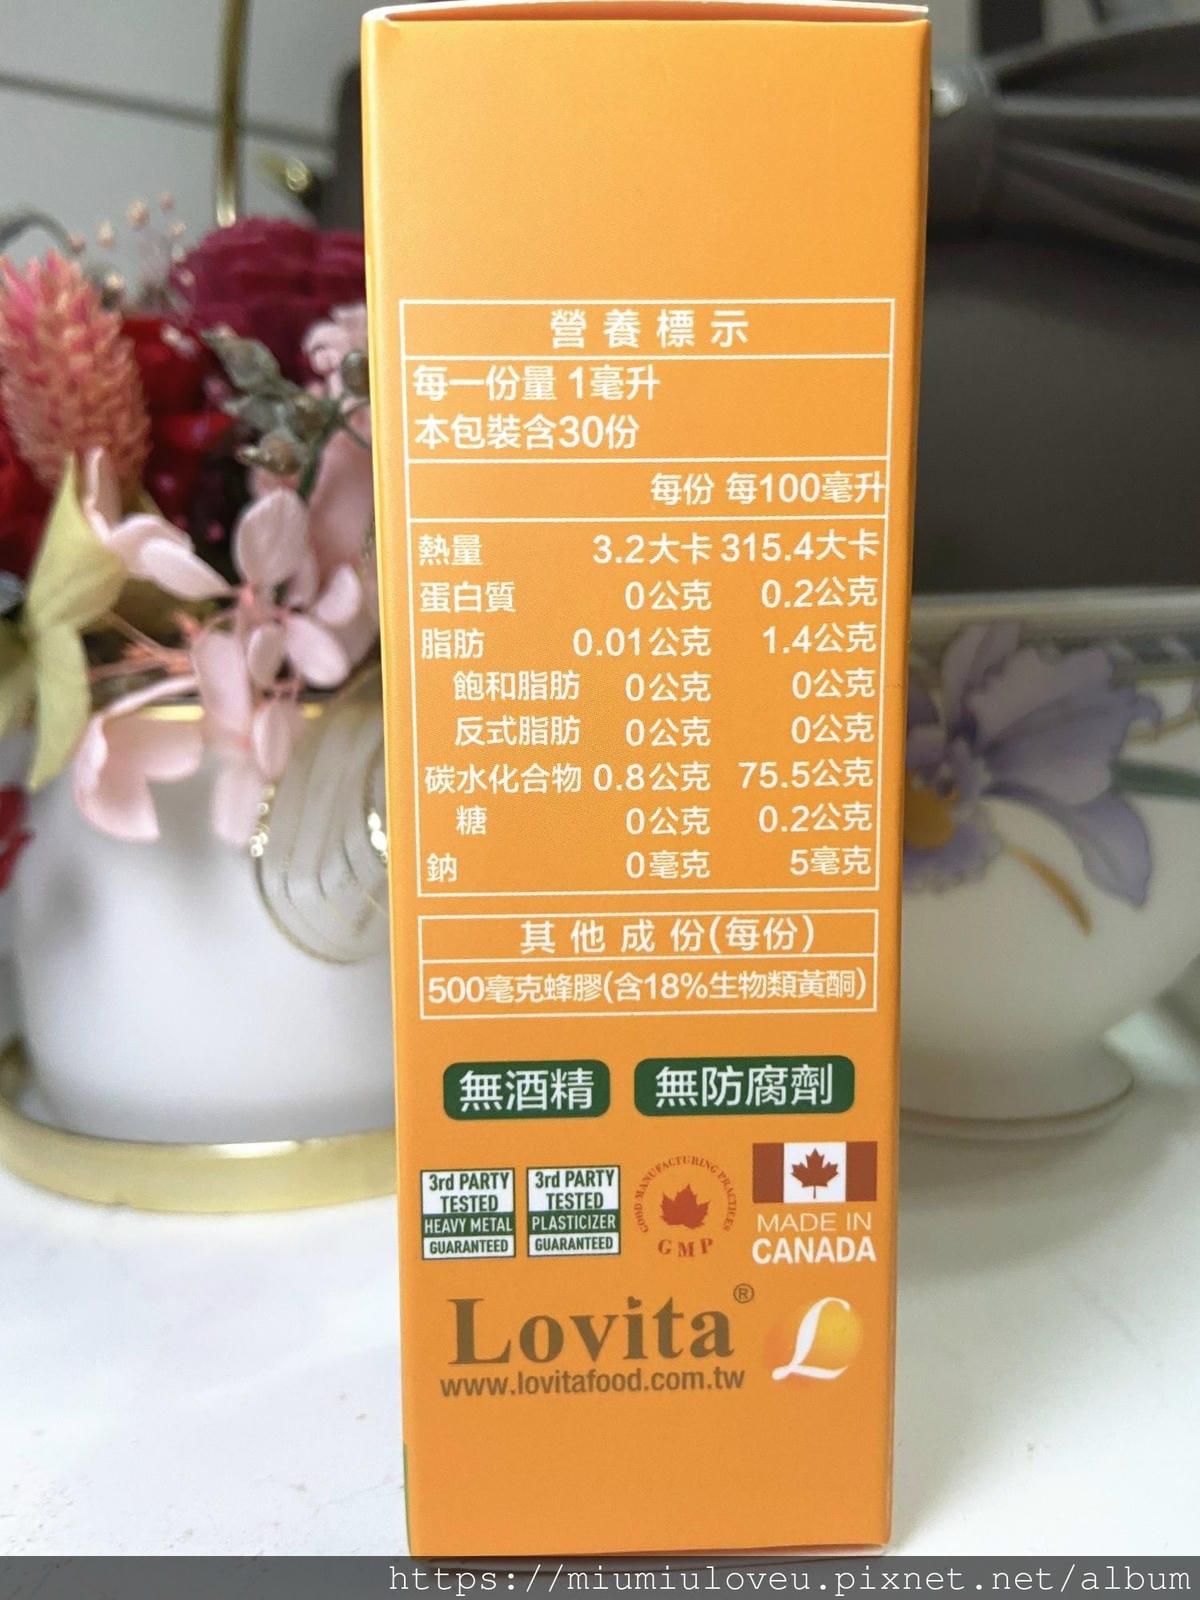 營養標示
每一份量 1毫升
本包裝含30份
每份 每100毫升
熱量 3.2大卡 315.4大卡
蛋白質 0公克 0.2公克
脂肪 0.01公克 1.4公克
飽和脂肪 0公克 0公克
反式脂肪 0公克 0公克
碳水化合物 0.8公克 75.5公克
糖 0公克 0.2公克
鈉 0毫克 5毫克
其他成份(每份)
500毫克蜂膠(含18%生物類黃酮)
無酒精 無防腐劑
3rd PARTY
TESTED
HEAVY METAL
GUARANTEED
3rd PARTY
TESTED
PLASTICIZER
GUARANTEED
GOOD MANUFACTURING PRACTICES
GMP
MADE IN
CANADA
Lovita®
L
www.lovitafood.com.tw
https://miumiuloveu.pixnet.net/album